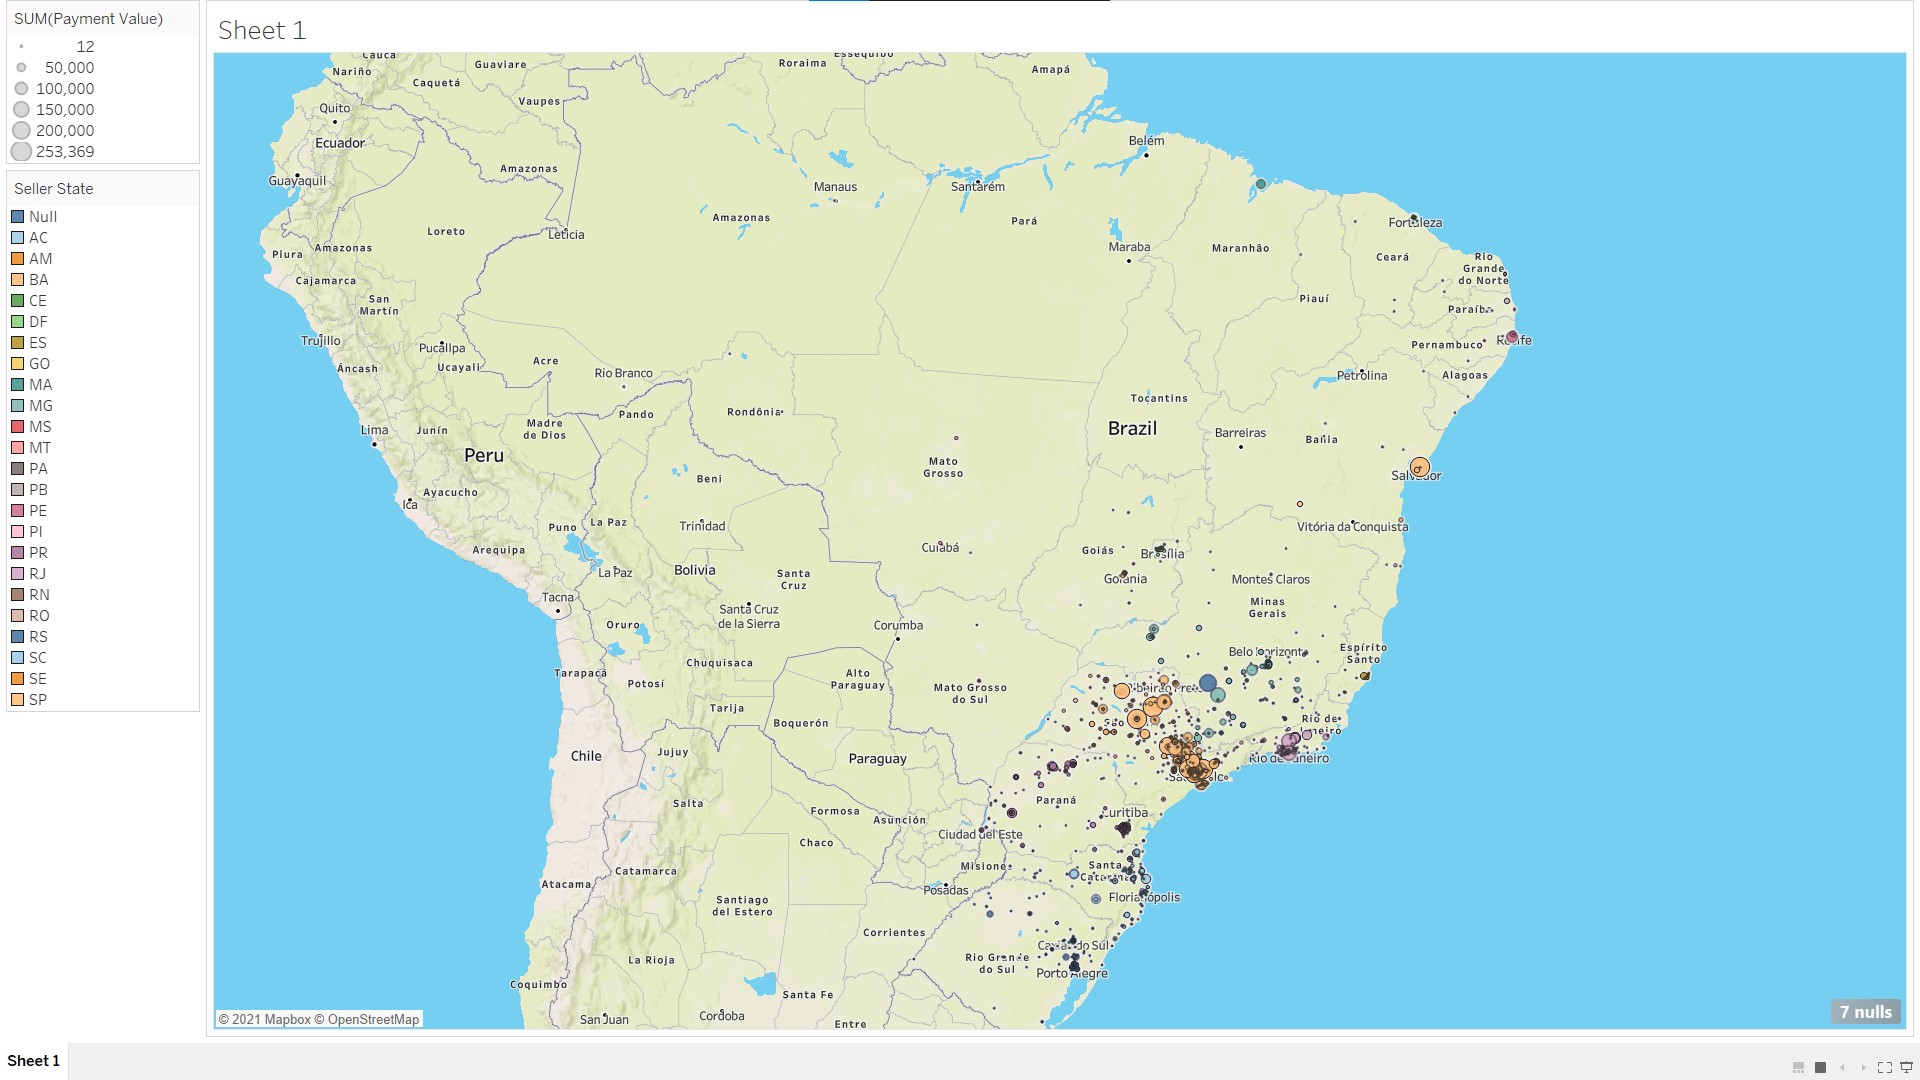 SUM(Payment Value)
12
50,000
100,000
150,000
200,000
253,369
Seller State
Null
AC
AM
BA
CE
DF
ES
GO
MA
MG
MS
MT
PA
PB
PE
PI
PR
RJ
RN
RO
RS
SC
SE
SP
Sheet 1
Cauca
Essequibo
Nariño
Guaviare
Roraima
Amapá
Caquetá
Vaupes
Quito
Ecuador
Belém
Amazonas
Guayaquil
Manaus
Santarém
Pará
Amazonas
Fortaleza
Loreto
Leticia
Amazonas
Maraba
Maranhão
Ceará
Piura
Rio
Grande
do Norte
Cajamarca
San
Martín
Piauí
Paraíba
Trujillo
Pucallpa
Pernambuco
Recife
Áncash
Ucayali
Acre
Rio Branco
Petrolina
Alagoas
Tocantins
Pando
Rondônia
Lima
Junín
Madre
de Dios
Brazil
Barreiras
Bahia
Peru
Mato
Grosso
Salvador
Beni
Ayacucho
Ica
Puno
La Paz
Trinidad
Vitória da Conquista
Arequipa
Cuiabá
Goiás
Brasília
La Paz
Bolivia
Santa
Cruz
Goiania
Montes Claros
Tacna
Santa Cruz
de la Sierra
Minas
Gerais
Oruro
Corumba
Belo Horizonte
Espírito
Santo
Chuquisaca
Tarapacá
Potosí
Alto
Paraguay
Mato Grosso
do Sul
Ribeirão Preto
Tarija
Boquerón
Rio de
Janeiro
Chile
Jujuy
Paraguay
Rio de Janeiro
Salta
Paraná
Formosa
Asunción
Curitiba
Ciudad del Este
Chaco
Misiones
Santa
Catarina
Catamarca
Atacama
Posadas
Florianópolis
Santiago
del Estero
Corrientes
Caxias do Sul
La Rioja
Rio Grande
do Sul
Porto Alegre
Coquimbo
Santa Fe
San Juan
Cordoba
Entre
© 2021 Mapbox © OpenStreetMap
7 nulls
Sheet 1